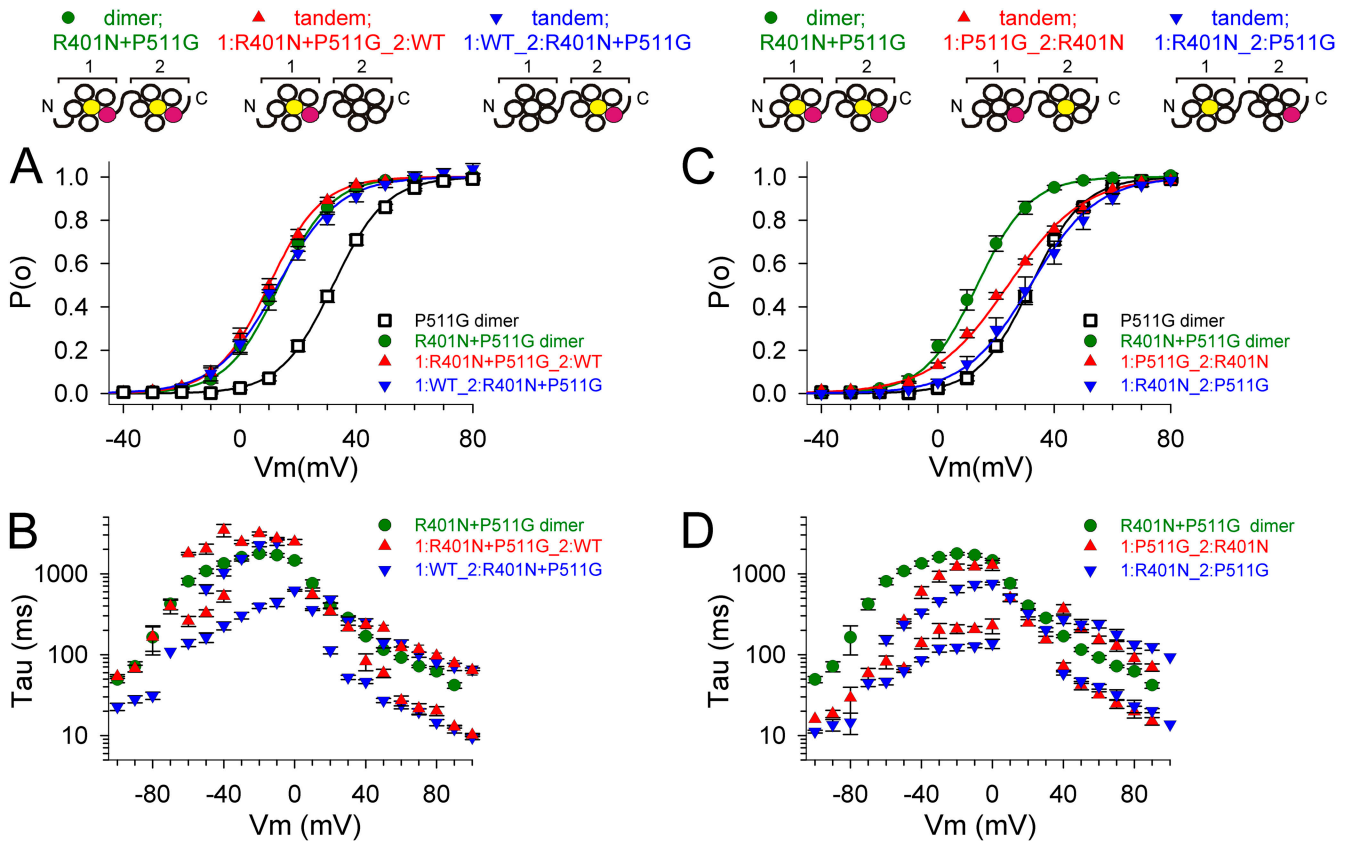 dimer;
R401N+P511G
tandem;
1:R401N+P511G_2:WT
tandem;
1:WT_2:R401N+P511G
dimer;
R401N+P511G
tandem;
1:P511G_2:R401N
tandem;
1:R401N_2:P511G
1 2
N C
1 2
1 2
1 2
N C
1 2
1 2
A
P(o)
1.0
0.8
0.6
0.4
0.2
0.0
P511G dimer
R401N+P511G dimer
1:R401N+P511G_2:WT
1:WT_2:R401N+P511G
-40 0 40 80
Vm(mV)
C
P(o)
1.0
0.8
0.6
0.4
0.2
0.0
P511G dimer
R401N+P511G dimer
1:P511G_2:R401N
1:R401N_2:P511G
-40 0 40 80
Vm(mV)
B
Tau (ms)
1000
100
10
R401N+P511G dimer
1:R401N+P511G_2:WT
1:WT_2:R401N+P511G
-80 -40 0 40 80
Vm (mV)
D
Tau (ms)
1000
100
10
R401N+P511G dimer
1:P511G_2:R401N
1:R401N_2:P511G
-80 -40 0 40 80
Vm (mV)